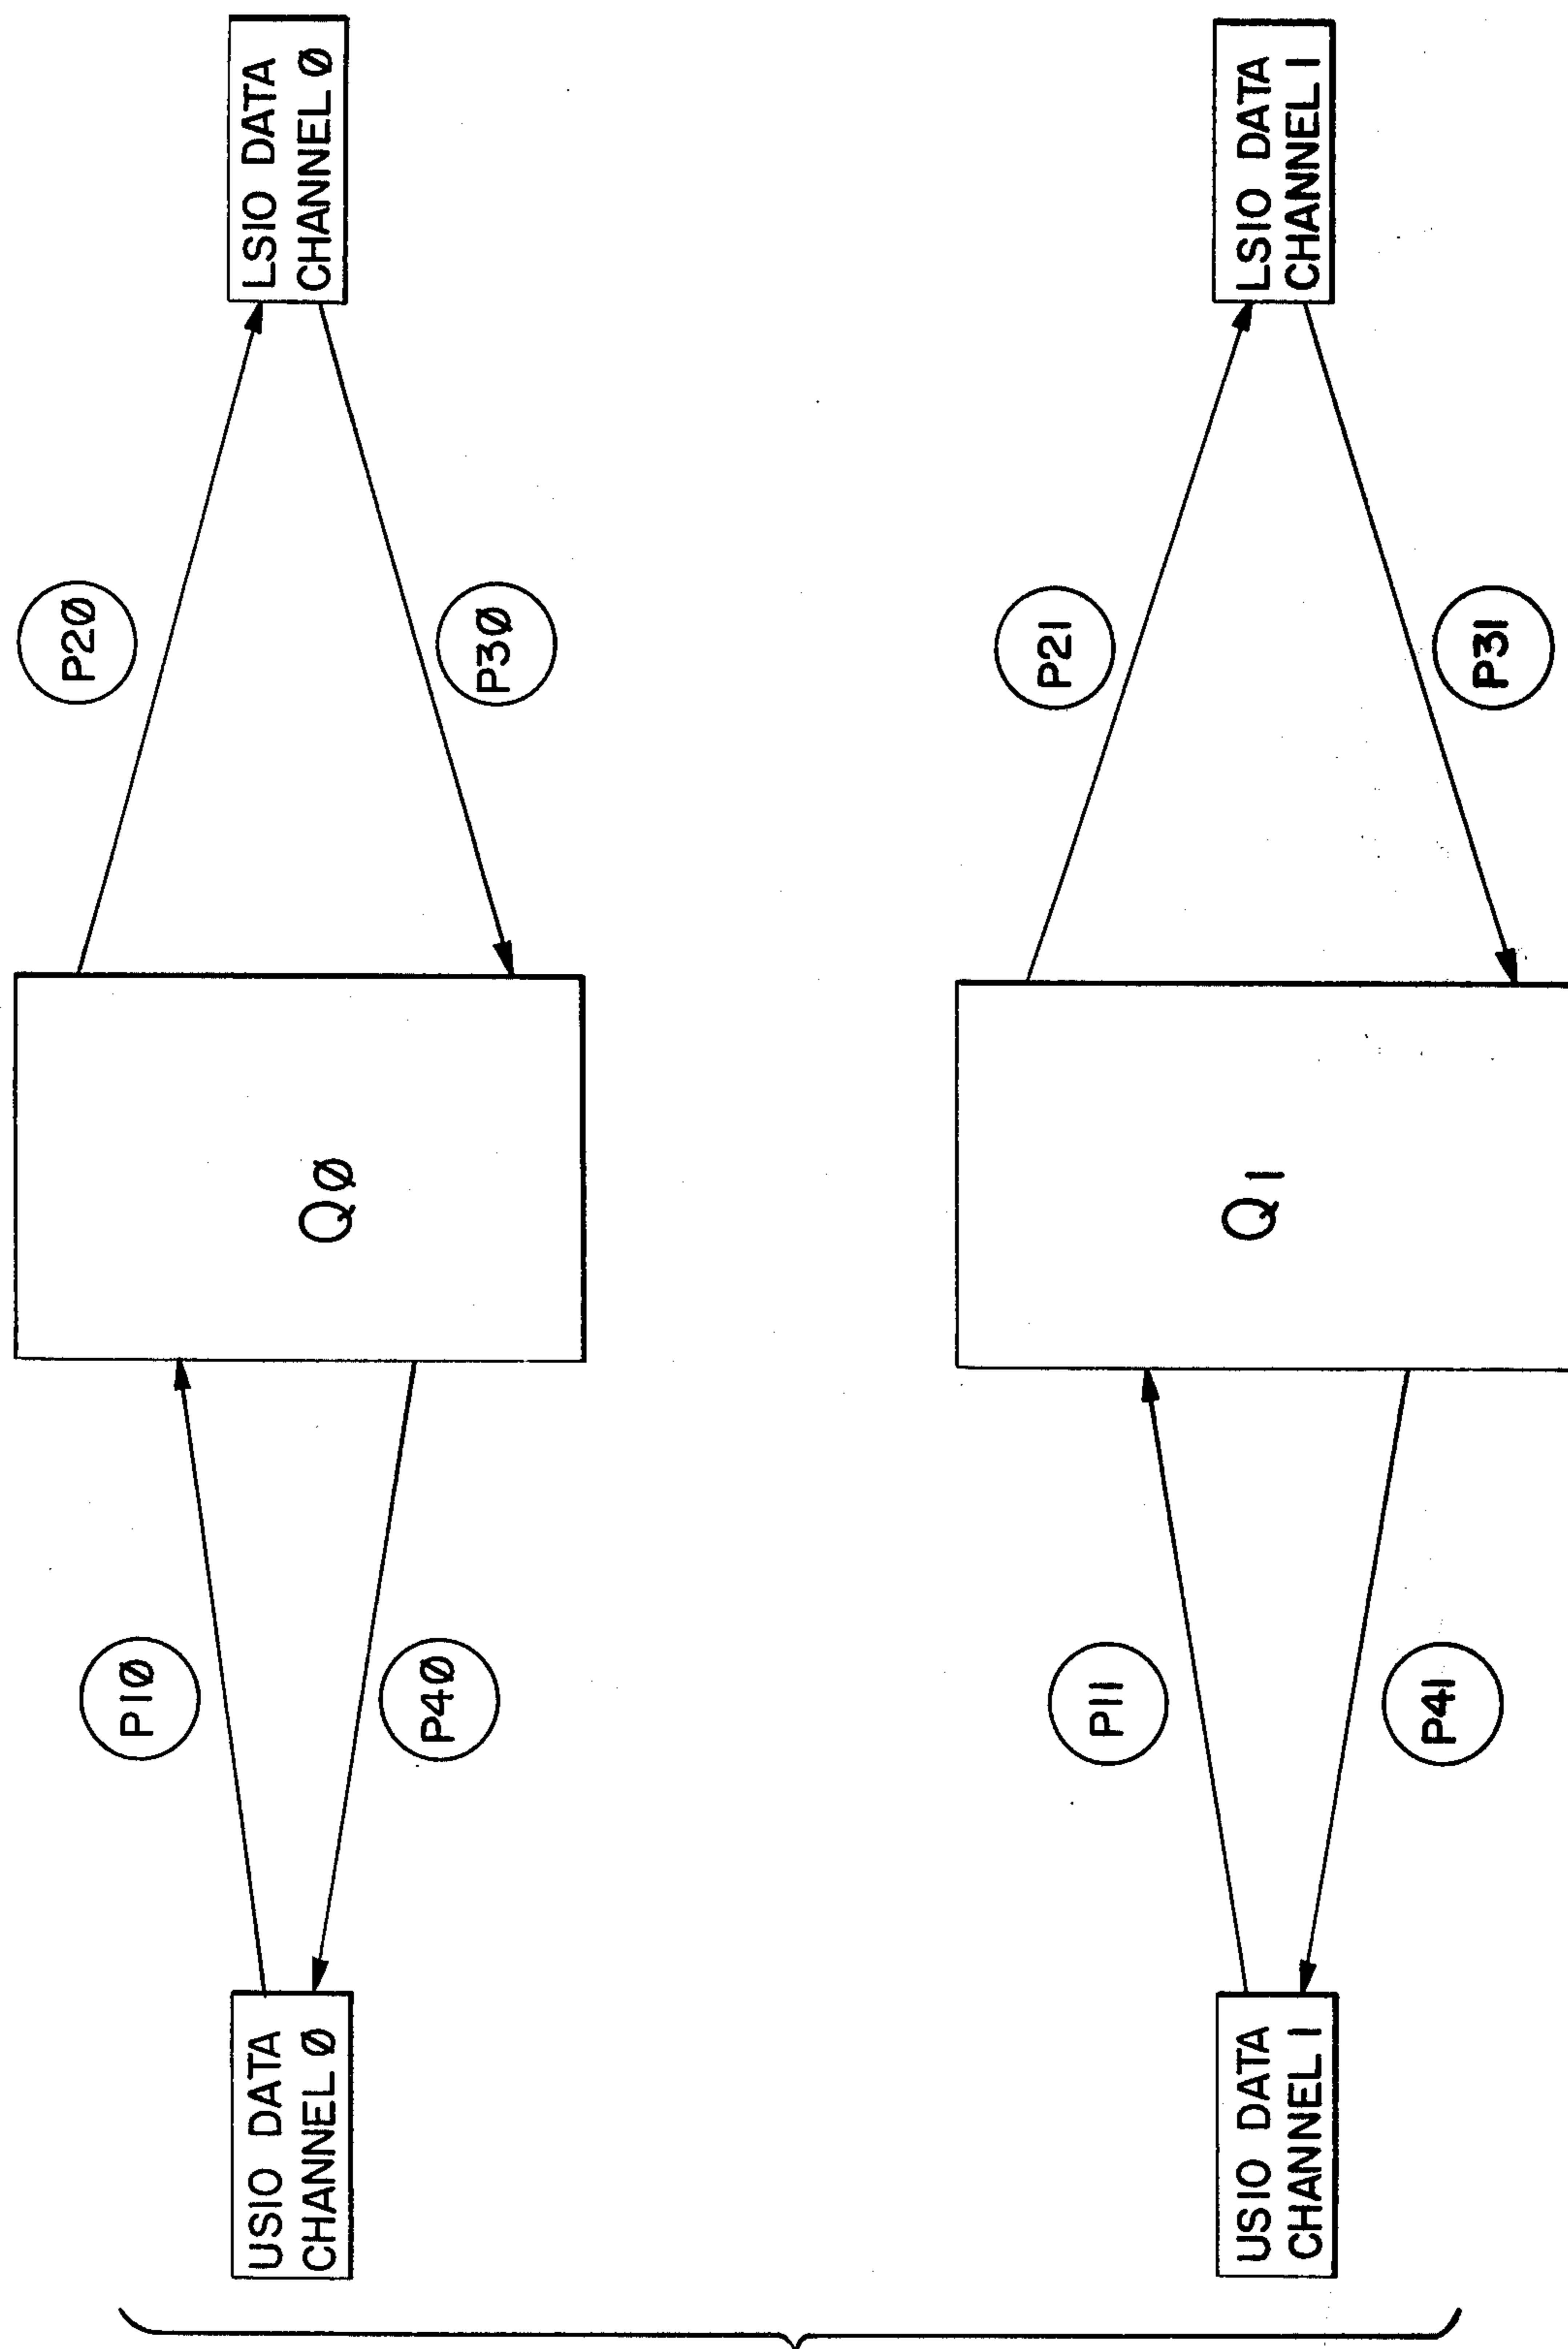 P1Ø
P2Ø
USIO DATA
CHANNEL Ø
QØ
LSIO DATA
CHANNEL Ø
P4Ø
P3Ø
P11
P21
USIO DATA
CHANNEL 1
Q1
LSIO DATA
CHANNEL 1
P41
P31